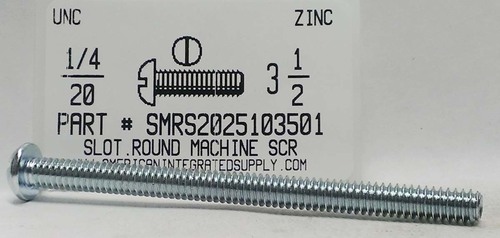 UNC ZINC
1/4
20
3 1/2
PART # SMRS2025103501
SLOT.ROUND MACHINE SCR
AMERICANINTEGRATEDSUPPLY.COM